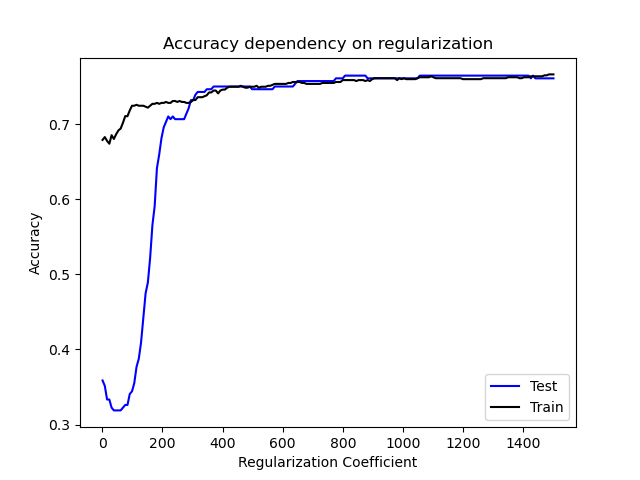 Accuracy dependency on regularization
0.7
0.6
0.5
0.4
0.3
Accuracy
0 200 400 600 800 1000 1200 1400
Regularization Coefficient
Test
Train